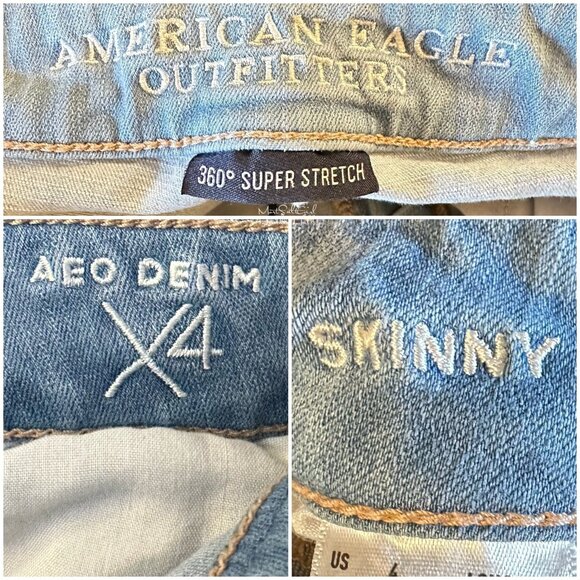 AMERICAN EAGLE
OUTFITTERS
360° SUPER STRETCH
AEO DENIM
X4
SKINNY
US